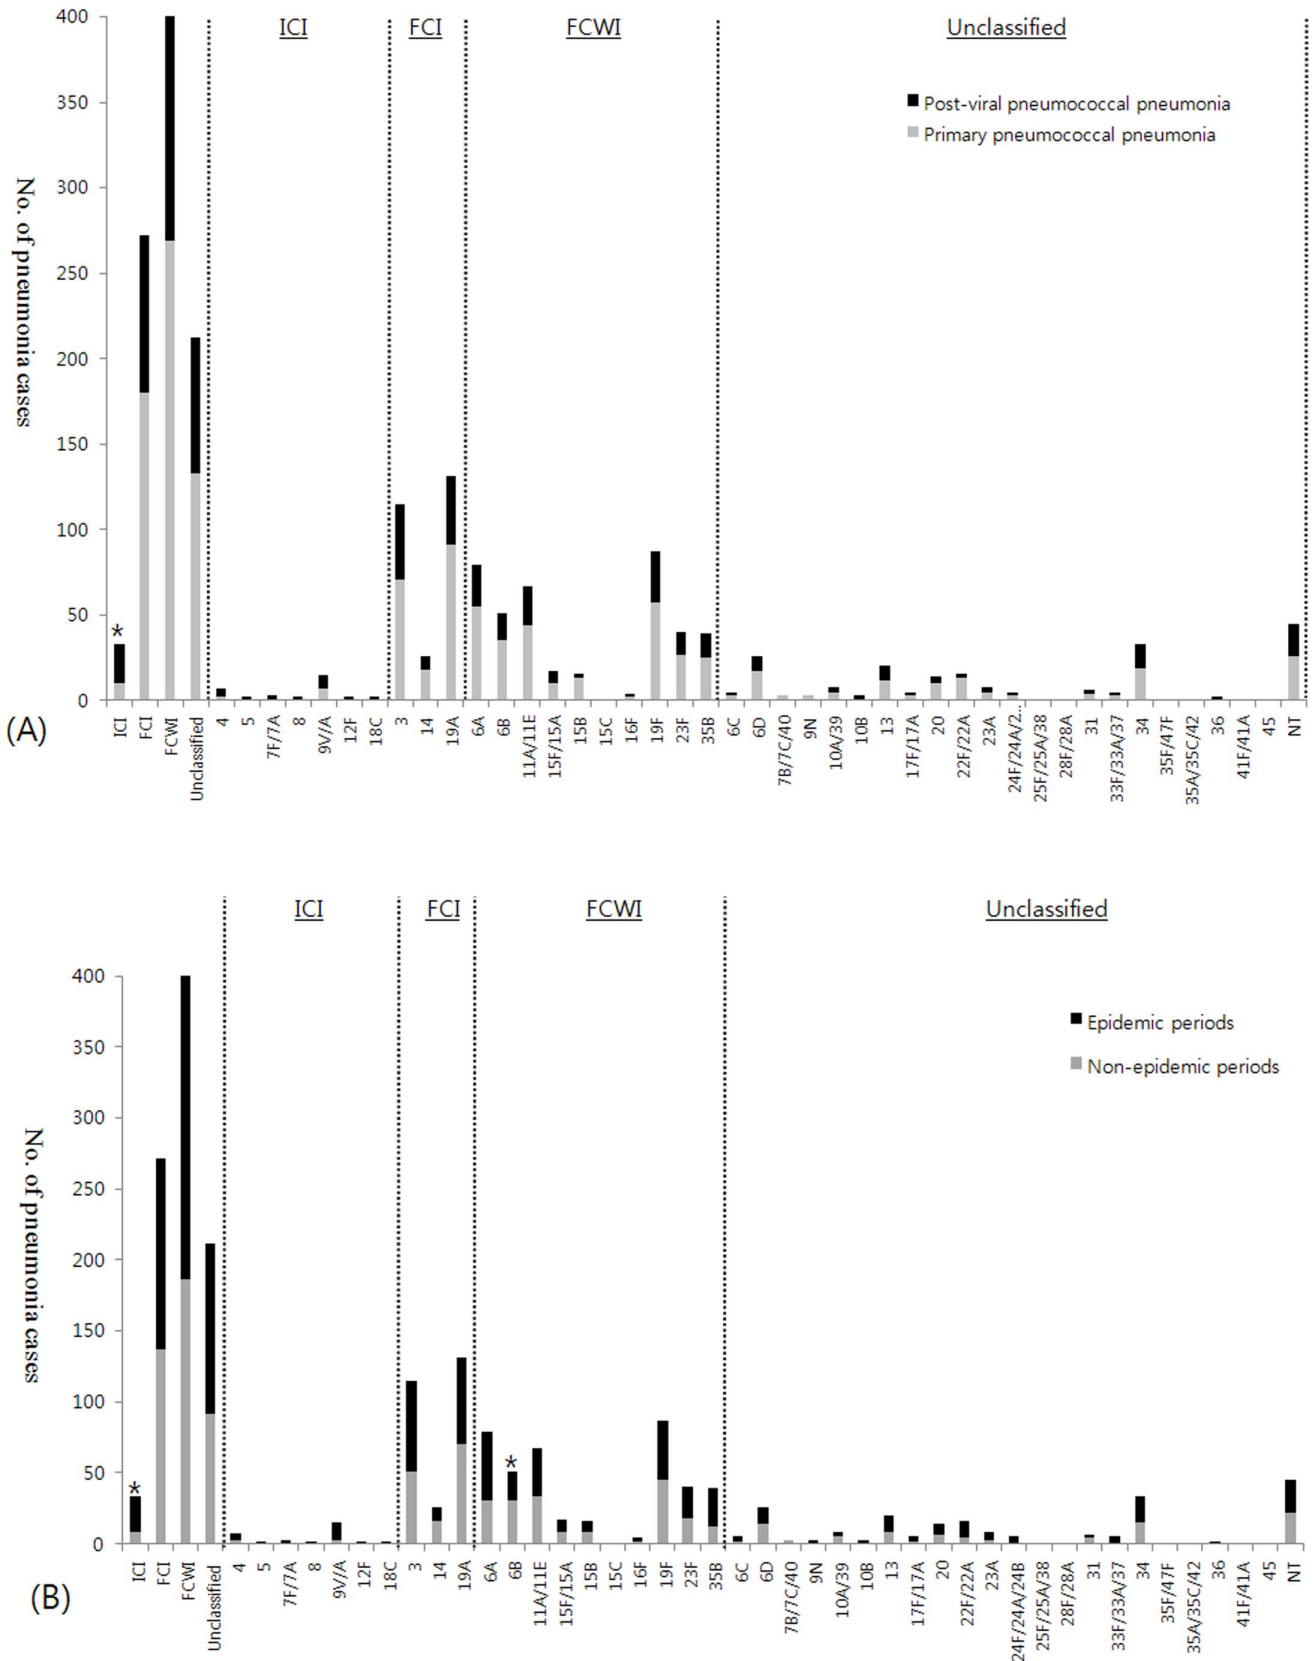 ICI FCI FCWI Unclassified
400
350
300
250
200
150
100
50
0
No. of pneumonia cases
Post-viral pneumococcal pneumonia
Primary pneumococcal pneumonia
*
ICI FCI FCWI Unclassified 4 5 7F/7A 8 9V/A 12F 18C 3 14 19A 6A 6B 11A/11E 15F/15A 15B 15C 16F 19F 23F 35B 6C 6D 7B/7C/40 9N 10A/39 10B 13 17F/17A 20 22F/22A 23A 24F/24A/2... 25F/25A/38 28F/28A 31 33F/33A/37 34 35F/47F 35A/35C/42 36 41F/41A 45 NT
(A)
ICI FCI FCWI Unclassified
400
350
300
250
200
150
100
50
0
No. of pneumonia cases
Epidemic periods
Non-epidemic periods
* *
ICI FCI FCWI Unclassified 4 5 7F/7A 8 9V/A 12F 18C 3 14 19A 6A 6B 11A/11E 15F/15A 15B 15C 16F 19F 23F 35B 6C 6D 7B/7C/40 9N 10A/39 10B 13 17F/17A 20 22F/22A 23A 24F/24A/24B 25F/25A/38 28F/28A 31 33F/33A/37 34 35F/47F 35A/35C/42 36 41F/41A 45 NT
(B)